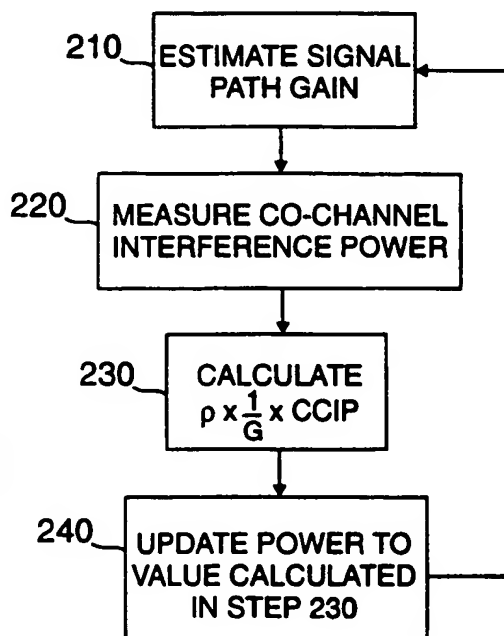 210
ESTIMATE SIGNAL
PATH GAIN
220
MEASURE CO-CHANNEL
INTERFERENCE POWER
230
CALCULATE
ρ x 1/G x CCIP
240
UPDATE POWER TO
VALUE CALCULATED
IN STEP 230